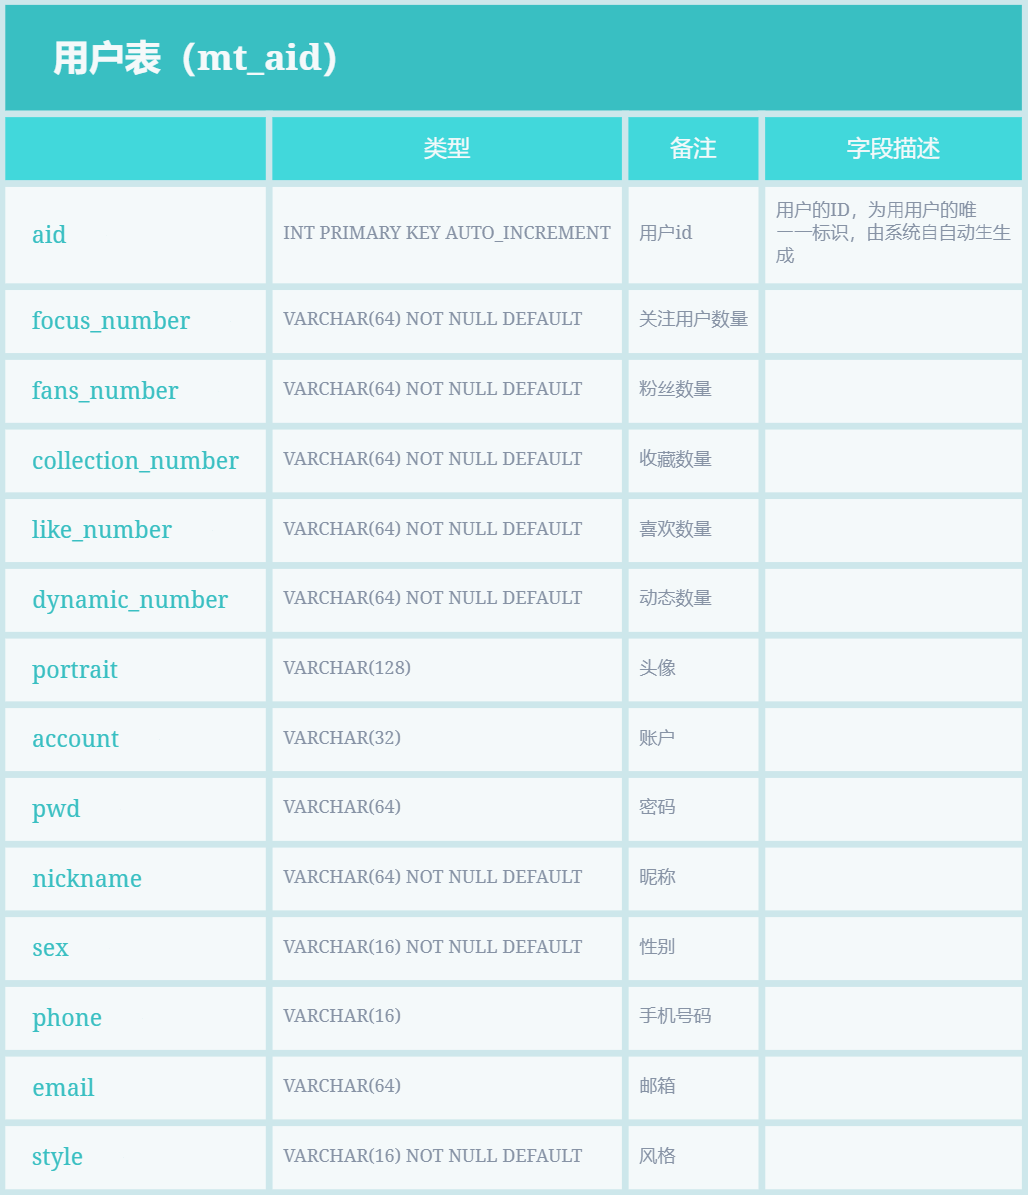 用户表（mt_aid）
类型 备注 字段描述
aid INT PRIMARY KEY AUTO_INCREMENT 用户id 用户的ID，为用用户的唯
一一标识，由系统自自动生生
成
focus_number VARCHAR(64) NOT NULL DEFAULT 关注用户数量
fans_number VARCHAR(64) NOT NULL DEFAULT 粉丝数量
collection_number VARCHAR(64) NOT NULL DEFAULT 收藏数量
like_number VARCHAR(64) NOT NULL DEFAULT 喜欢数量
dynamic_number VARCHAR(64) NOT NULL DEFAULT 动态数量
portrait VARCHAR(128) 头像
account VARCHAR(32) 账户
pwd VARCHAR(64) 密码
nickname VARCHAR(64) NOT NULL DEFAULT 昵称
sex VARCHAR(16) NOT NULL DEFAULT 性别
phone VARCHAR(16) 手机号码
email VARCHAR(64) 邮箱
style VARCHAR(16) NOT NULL DEFAULT 风格